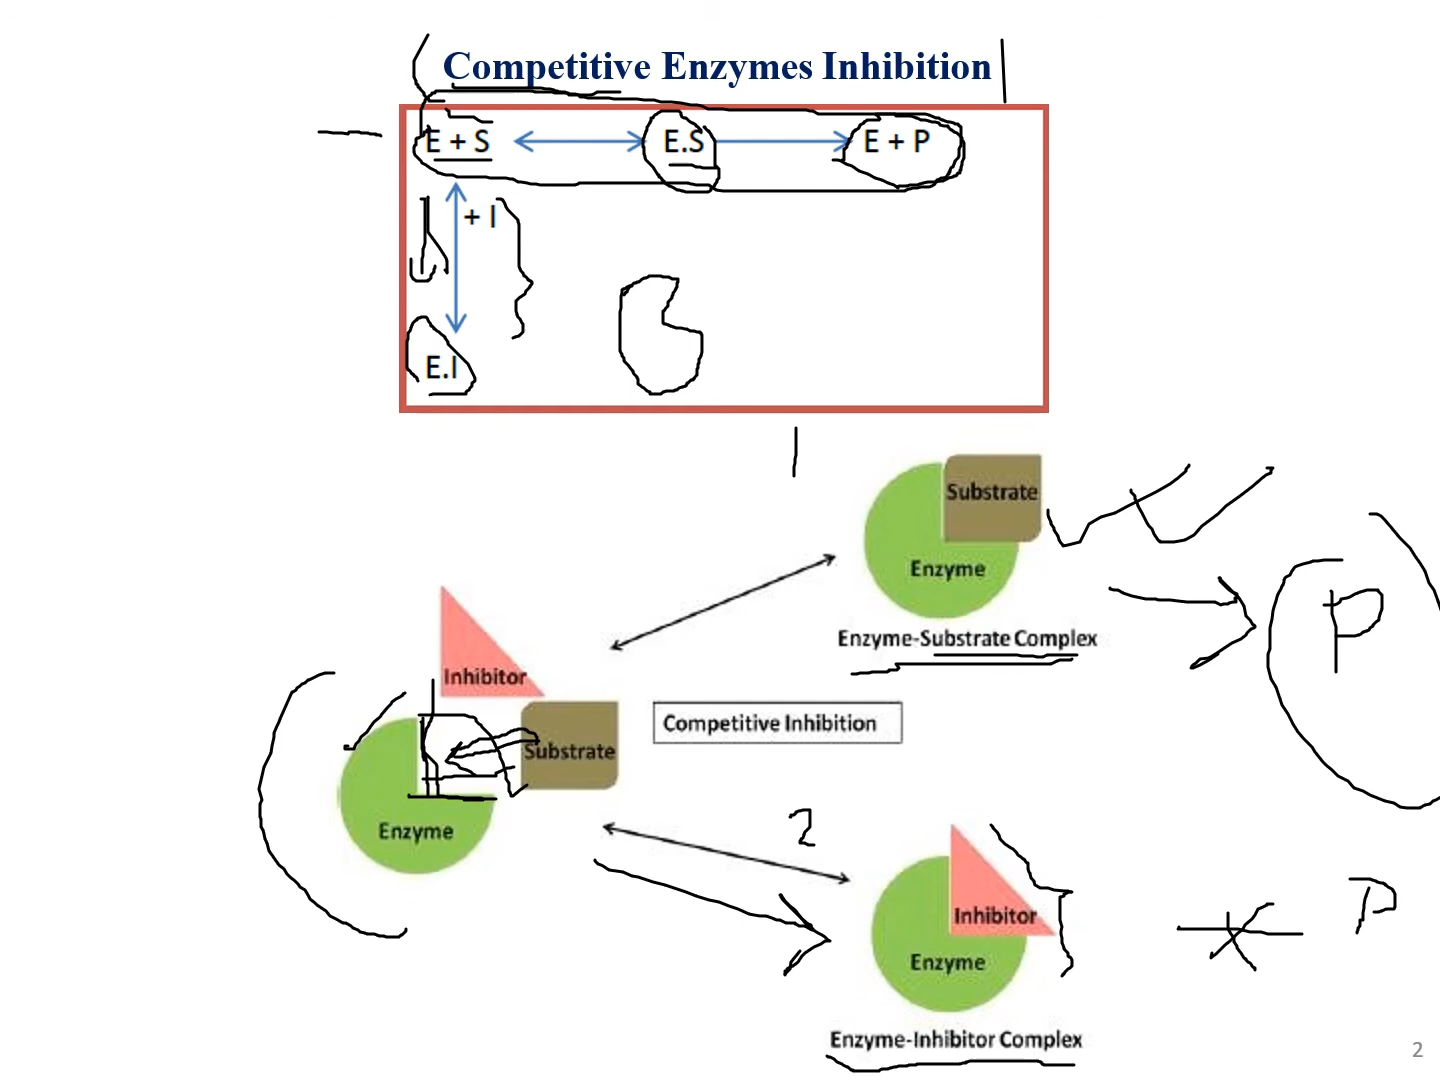 Competitive Enzymes Inhibition
E + S E.S E + P
+ I
E.I
1
Substrate
Enzyme
Enzyme-Substrate Complex
P
Inhibitor
Substrate
Competitive Inhibition
Enzyme
2
Inhibitor
P
Enzyme
Enzyme-Inhibitor Complex
2